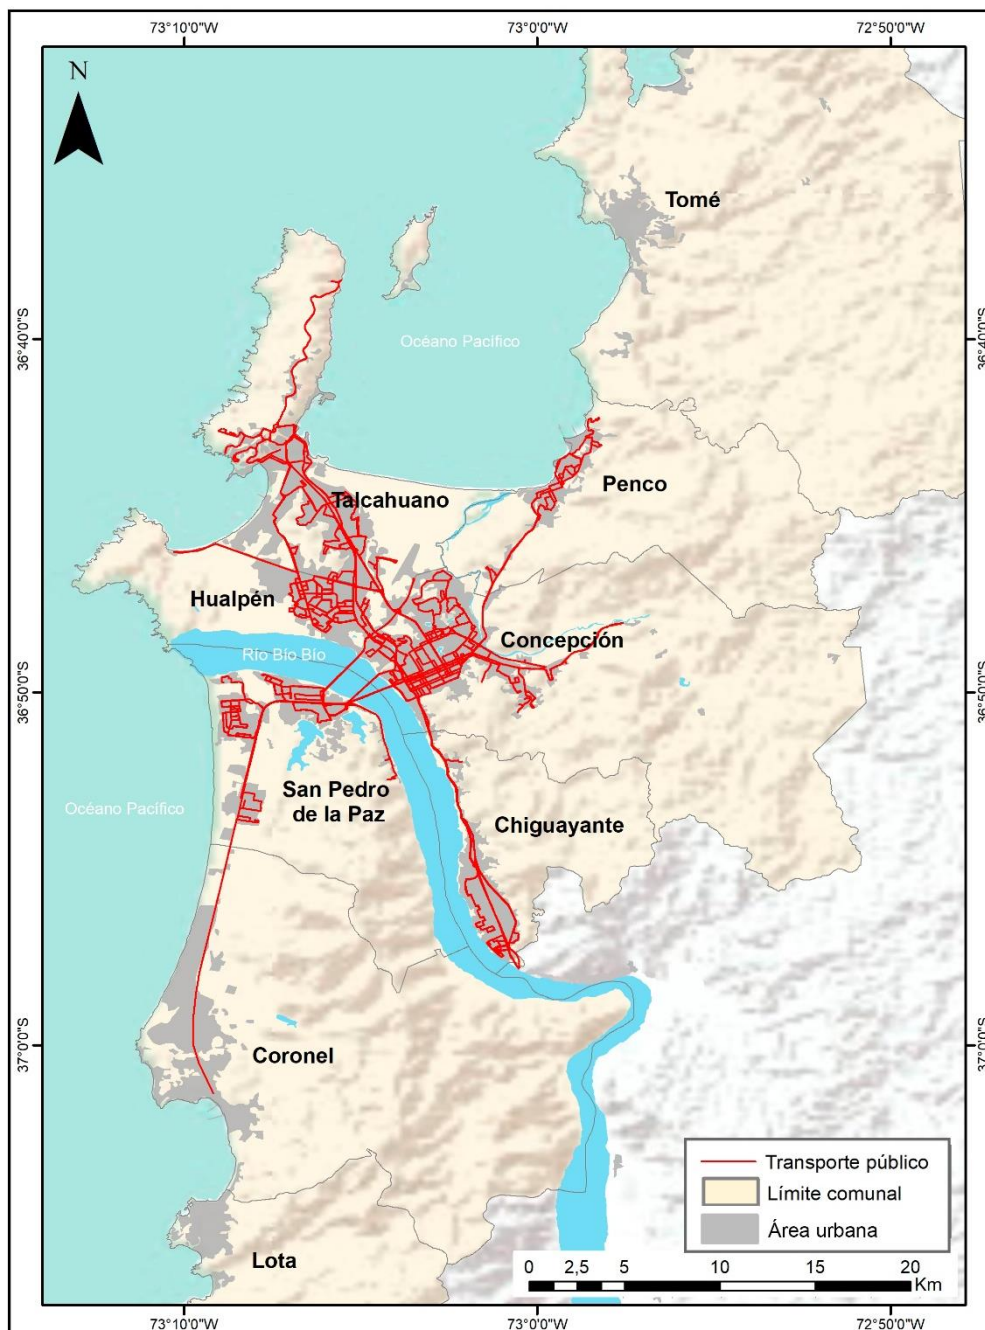 73°10'0"W
73°0'0"W
72°50'0"W
N
Tomé
36°40'0"S
Océano Pacífico
36°40'0"S
Penco
Talcahuano
Hualpén
Concepción
Río Bío Bío
36°50'0"S
36°50'0"S
San Pedro
de la Paz
Océano Pacífico
Chiguayante
37°0'0"S
Coronel
37°0'0"S
Transporte público
Límite comunal
Área urbana
Lota
0 2,5 5 10 15 20
Km
73°10'0"W
73°0'0"W
72°50'0"W